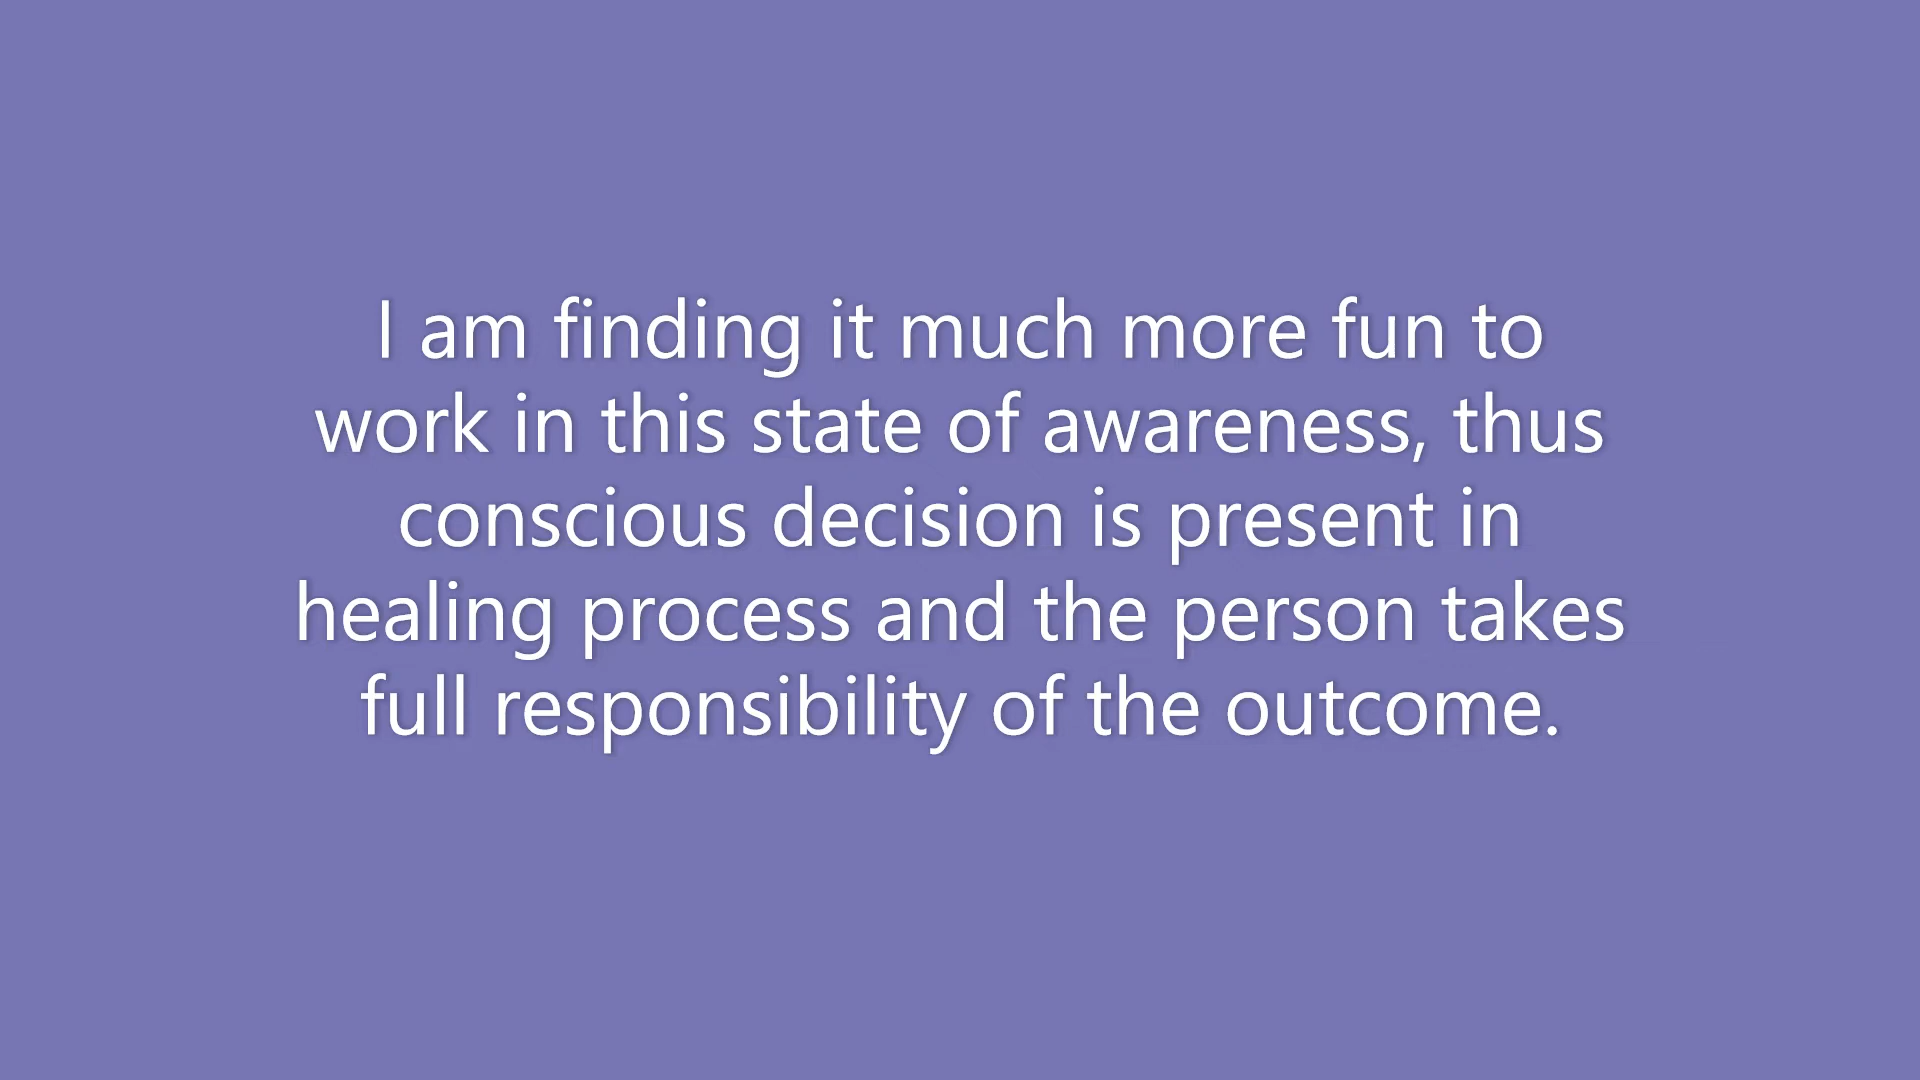 I am finding it much more fun to
work in this state of awareness, thus
conscious decision is present in
healing process and the person takes
full responsibility of the outcome.